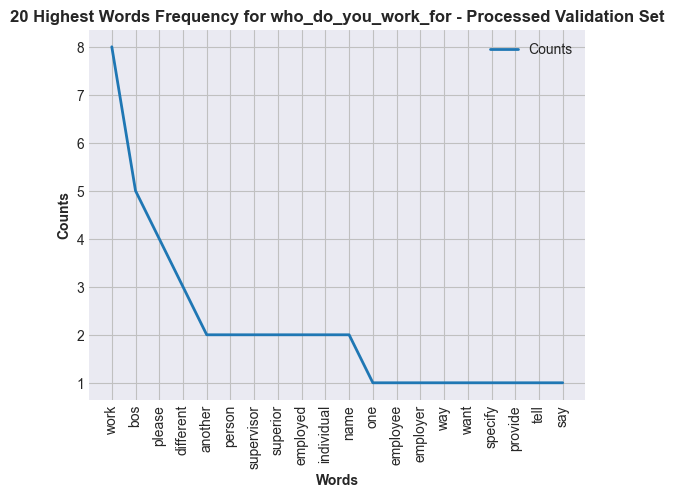 20 Highest Words Frequency for who_do_you_work_for - Processed Validation Set
Counts
8
7
6
5
4
3
2
1
Counts
work
bos
please
different
another
person
supervisor
superior
employed
individual
name
one
employee
employer
way
want
specify
provide
tell
say
Words